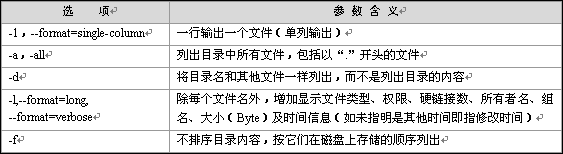 选 项 参 数 含 义
-1，--format=single-column 一行输出一个文件（单列输出）
-a，-all 列出目录中所有文件，包括以“.”开头的文件
-d 将目录名和其他文件一样列出，而不是列出目录的内容
-l,--format=long, 除每个文件名外，增加显示文件类型、权限、硬链接数、所有者名、组
--format=verbose 名、大小（Byte）及时间信息（如未指明是其他时间即指修改时间）
-f 不排序目录内容，按它们在磁盘上存储的顺序列出